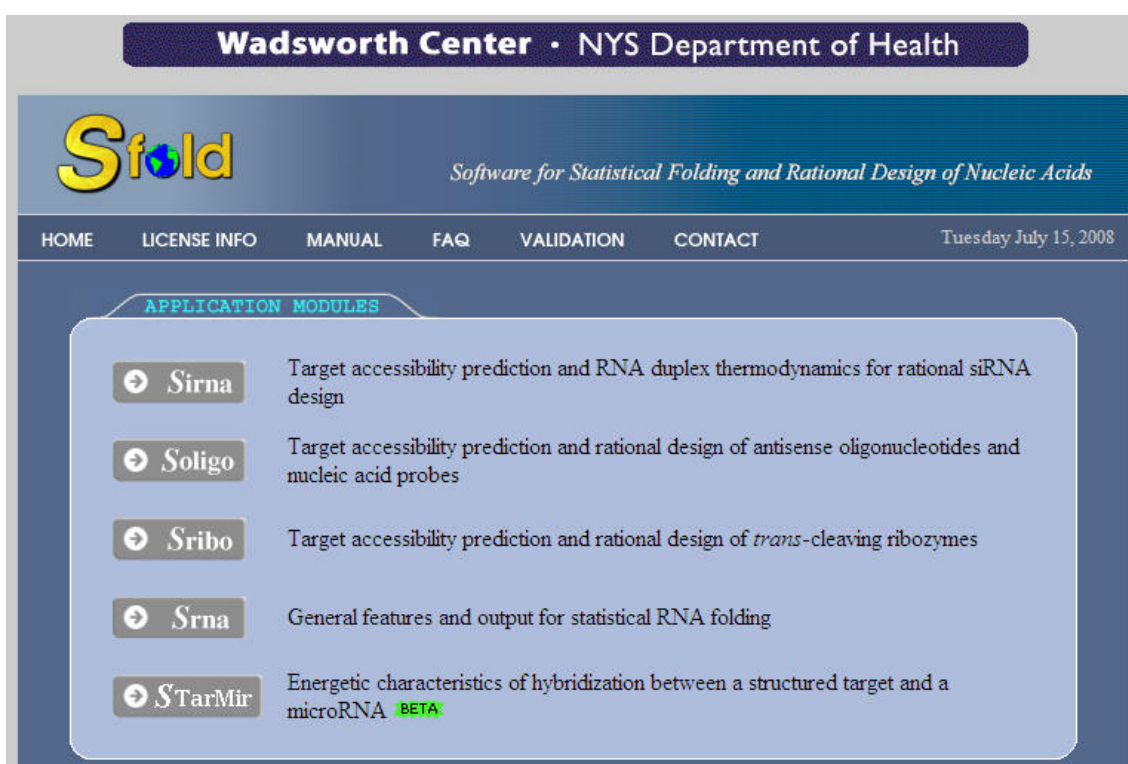 Wadsworth Center · NYS Department of Health
Sfold
Software for Statistical Folding and Rational Design of Nucleic Acids
HOME LICENSE INFO MANUAL FAQ VALIDATION CONTACT Tuesday July 15, 2008
APPLICATION MODULES
Sirna
Target accessibility prediction and RNA duplex thermodynamics for rational siRNA
design
Soligo
Target accessibility prediction and rational design of antisense oligonucleotides and
nucleic acid probes
Sribo
Target accessibility prediction and rational design of trans-cleaving ribozymes
Srna
General features and output for statistical RNA folding
STarMir
Energetic characteristics of hybridization between a structured target and a
microRNA BETA